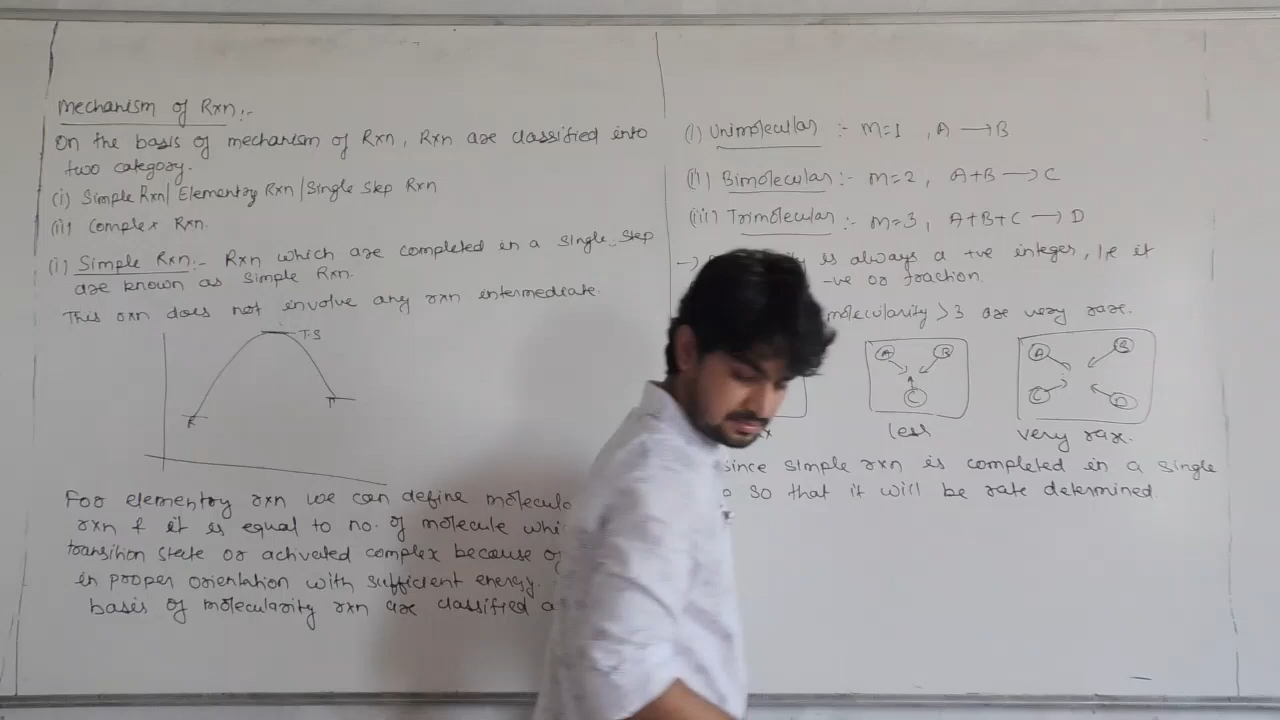 Mechanism of Rxn:-
On the basis of mechanism of Rxn, Rxn are classified into
two category.
(i) Simple Rxn/ Elementry Rxn / Single Step Rxn
(ii) Complex Rxn.
(i) Simple Rxn:- Rxn which are completed in a single step
are known as simple Rxn.
This rxn does not involve any rxn intermediate.
T.S
R
P
For elementry rxn we can define molecula
rxn & it is equal to no. of molecule whi
transition state or activated complex because of
in proper orientation with sufficient energy.
basis of molecularity rxn are classified a
(i) Unimolecular :- m=1 , A → B
(ii) Bimolecular :- m=2, A+B → C
(iii) Trimolecular :- m=3, A+B+C → D
→ is always a +ve integer, i.e it
-ve or fraction.
molecularity >3 are very rare.
A B C
less
A B C D
very rax.
since simple rxn is completed in a single
so that it will be rate determined